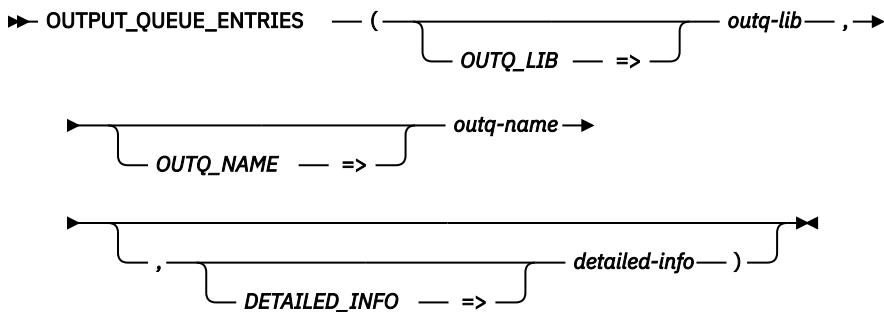 OUTPUT_QUEUE_ENTRIES ( outq-lib ,
OUTQ_LIB =>
outq-name
OUTQ_NAME =>
, detailed-info )
DETAILED_INFO =>